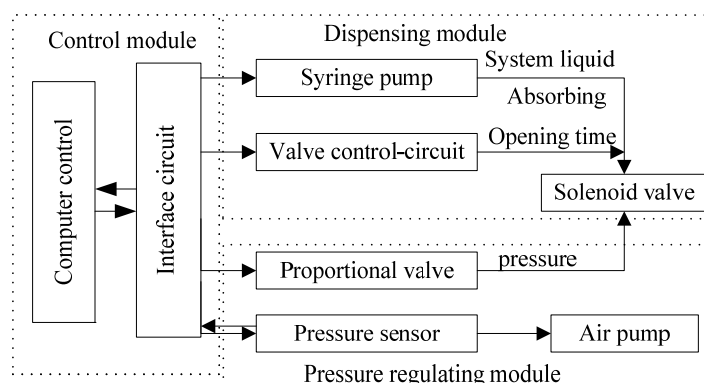 Control module
Computer control
Interface circuit
Dispensing module
Syringe pump
System liquid
Absorbing
Valve control-circuit
Opening time
Solenoid valve
Proportional valve
pressure
Pressure sensor
Air pump
Pressure regulating module